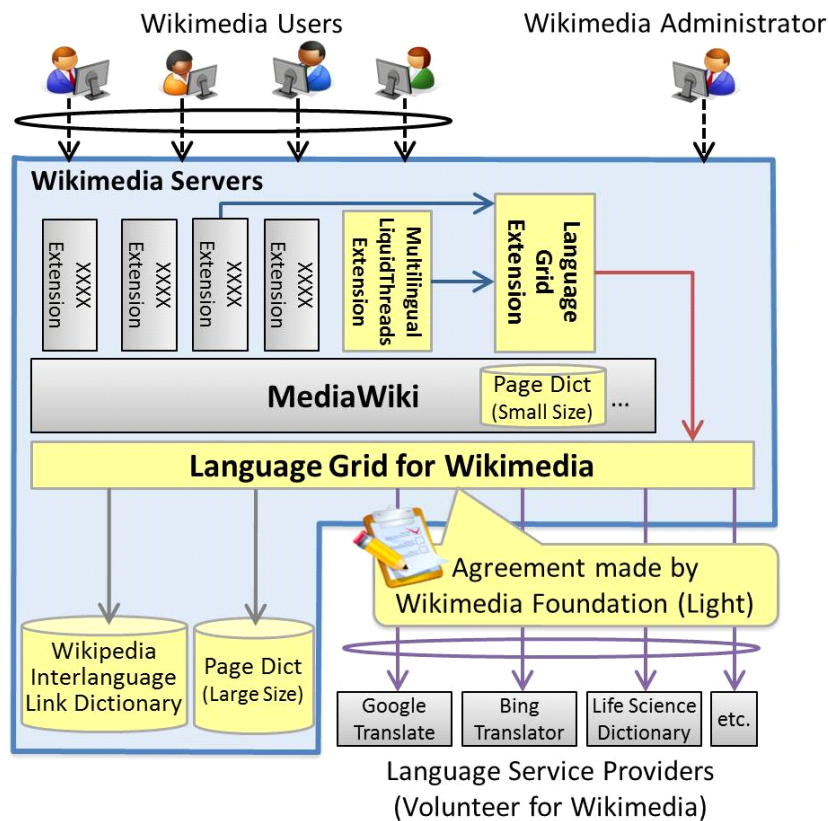 Wikimedia Users
Wikimedia Administrator
Wikimedia Servers
XXXX
Extension
XXXX
Extension
XXXX
Extension
XXXX
Extension
Multilingual
LiquidThreads
Extension
Language
Grid
Extension
MediaWiki
Page Dict
(Small Size)
...
Language Grid for Wikimedia
Agreement made by
Wikimedia Foundation (Light)
Wikipedia
Interlanguage
Link Dictionary
Page Dict
(Large Size)
Google
Translate
Bing
Translator
Life Science
Dictionary
etc.
Language Service Providers
(Volunteer for Wikimedia)